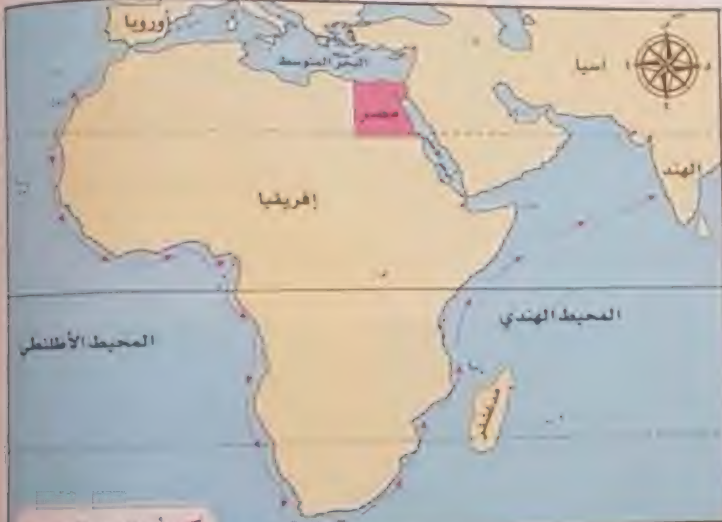 أوروبا
البحر المتوسط
آسيا
مصر
الهند
إفريقيا
المحيط الهندي
المحيط الأطلنطي
مدغشقر